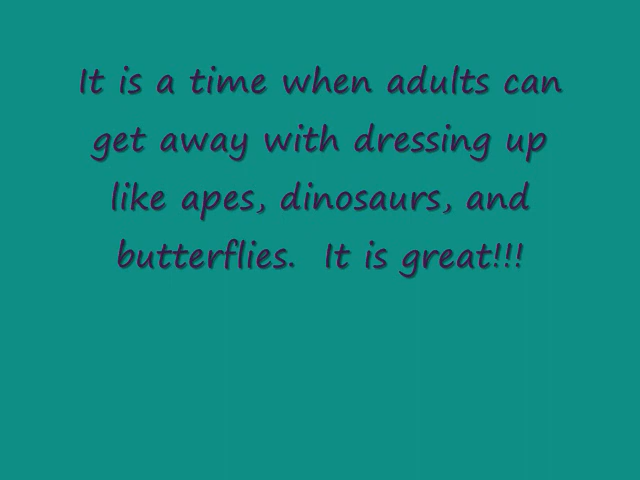 It is a time when adults can
get away with dressing up
like apes, dinosaurs, and
butterflies.  It is great!!!